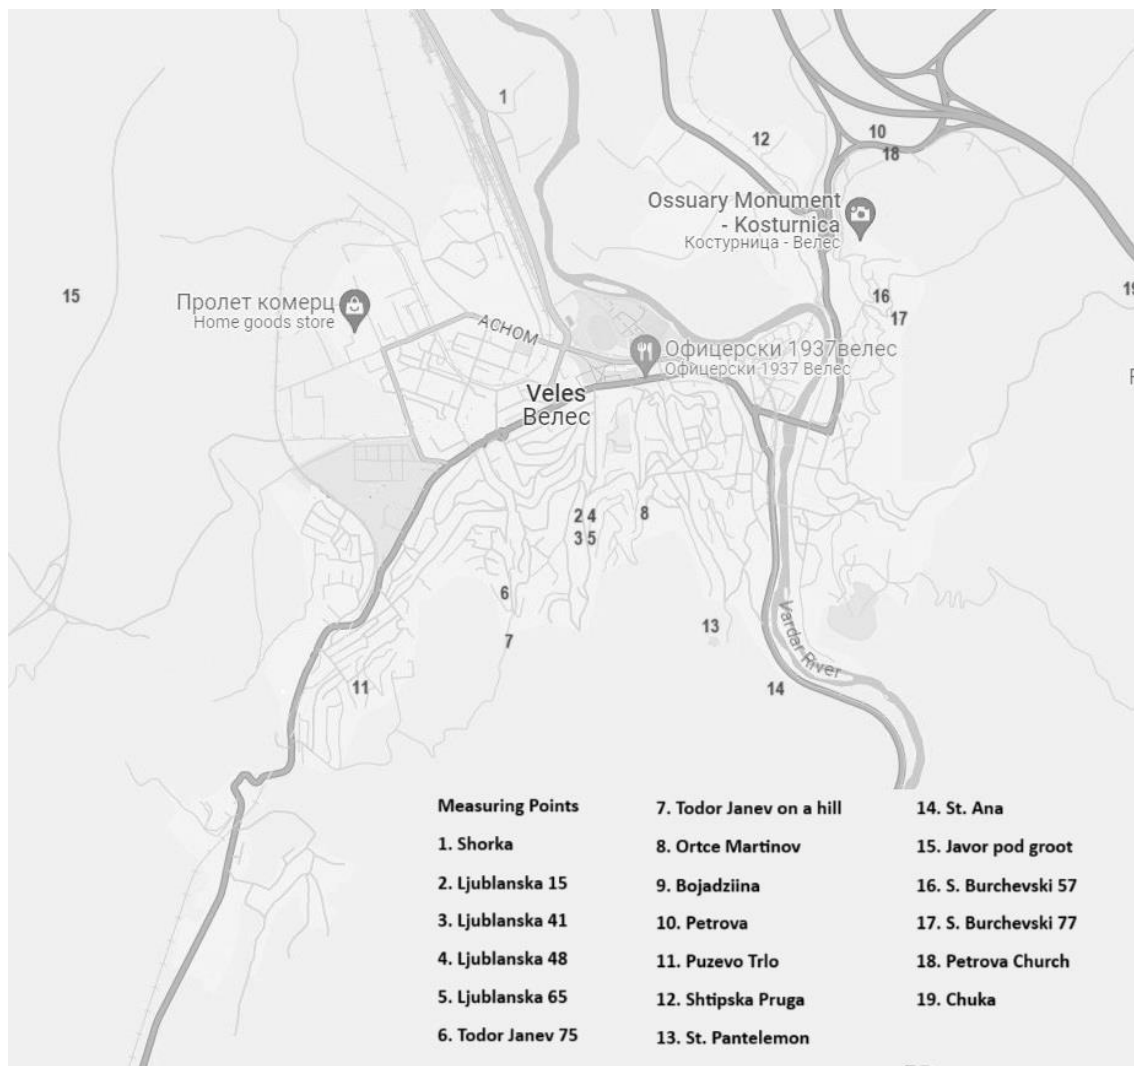 1
12
10
18
Ossuary Monument
- Kosturnica
Костурница - Велес
15
16
19
17
Пролет комерц
Home goods store
АСНОМ
Офицерски 1937велес
Офицерски 1937 Велес
Veles
Велес
2 4
8
3 5
6
13
7
Vardar River
11
14
Measuring Points
1. Shorka
2. Ljublanska 15
3. Ljublanska 41
4. Ljublanska 48
5. Ljublanska 65
6. Todor Janev 75
7. Todor Janev on a hill
8. Ortce Martinov
9. Bojadziina
10. Petrova
11. Puzevo Trlo
12. Shtipska Pruga
13. St. Pantelemon
14. St. Ana
15. Javor pod groot
16. S. Burchevski 57
17. S. Burchevski 77
18. Petrova Church
19. Chuka